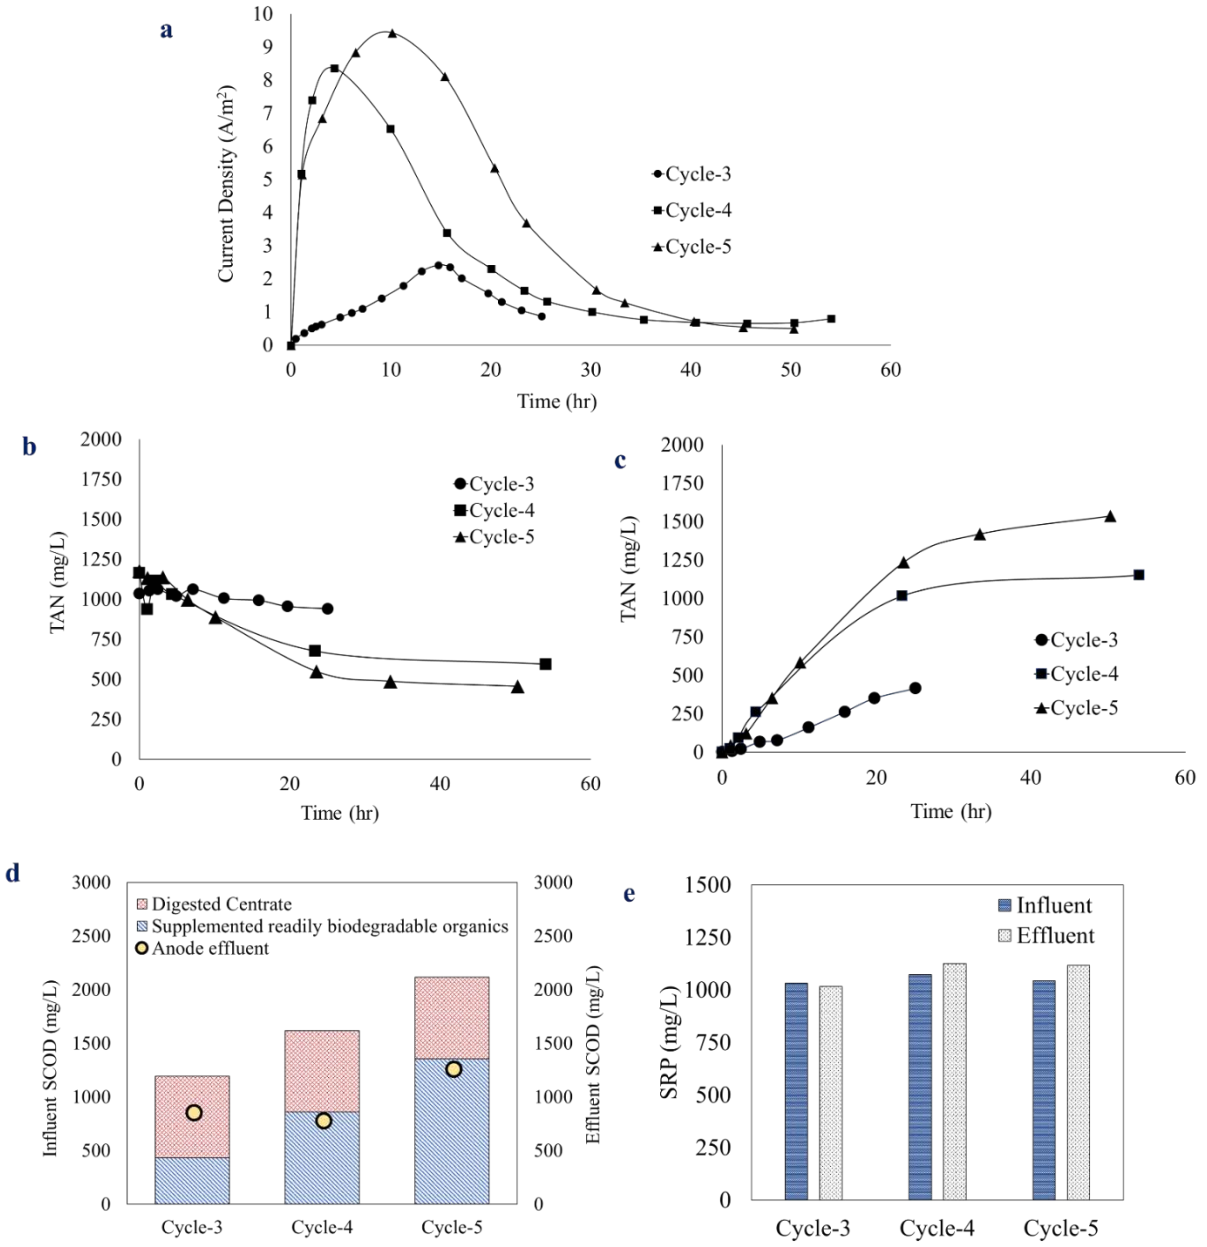 a
10
9
8
7
6
5
4
3
2
1
0
Current Density (A/m²)
Cycle-3
Cycle-4
Cycle-5
0 10 20 30 40 50 60
Time (hr)
b
2000
1750
1500
1250
1000
750
500
250
0
TAN (mg/L)
Cycle-3
Cycle-4
Cycle-5
0 20 40 60
Time (hr)
c
2000
1750
1500
1250
1000
750
500
250
0
TAN (mg/L)
Cycle-3
Cycle-4
Cycle-5
0 20 40 60
Time (hr)
d
3000
2500
2000
1500
1000
500
0
Influent SCOD (mg/L)
Digested Centrate
Supplemented readily biodegradable organics
Anode effluent
3000
2500
2000
1500
1000
500
0
Effluent SCOD (mg/L)
Cycle-3 Cycle-4 Cycle-5
e
1500
1250
1000
750
500
250
0
SRP (mg/L)
Influent
Effluent
Cycle-3 Cycle-4 Cycle-5